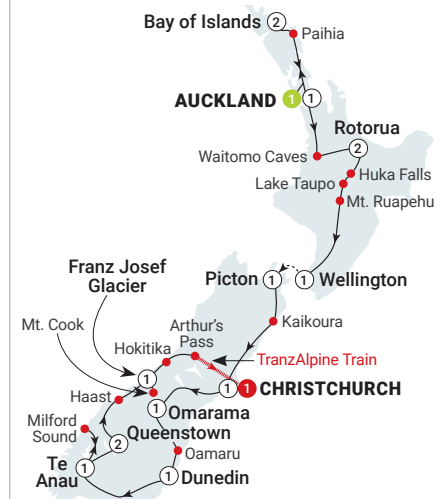 Bay of Islands 2
Paihia
AUCKLAND 1 1
Rotorua
2
Waitomo Caves
Huka Falls
Lake Taupo
Mt. Ruapehu
Franz Josef
Glacier
Picton 1 1 Wellington
Mt. Cook
Arthur's
Pass
Kaikoura
Hokitika
TranzAlpine Train
1
1 1 CHRISTCHURCH
Haast
1
Omarama
Milford
Sound
Queenstown
2
Oamaru
Te
Anau
1
1
Dunedin